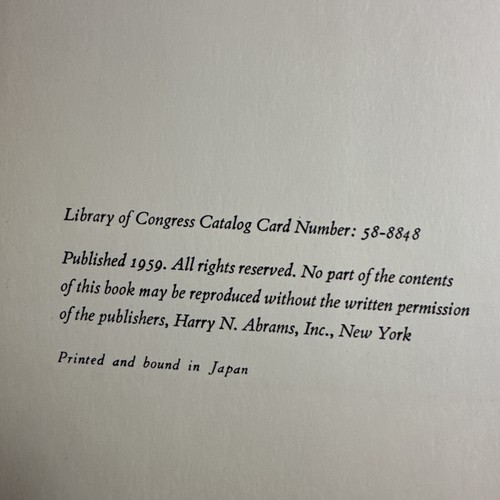 Library of Congress Catalog Card Number: 58-8848
Published 1959. All rights reserved. No part of the contents
of this book may be reproduced without the written permission
of the publishers, Harry N. Abrams, Inc., New York
Printed and bound in Japan